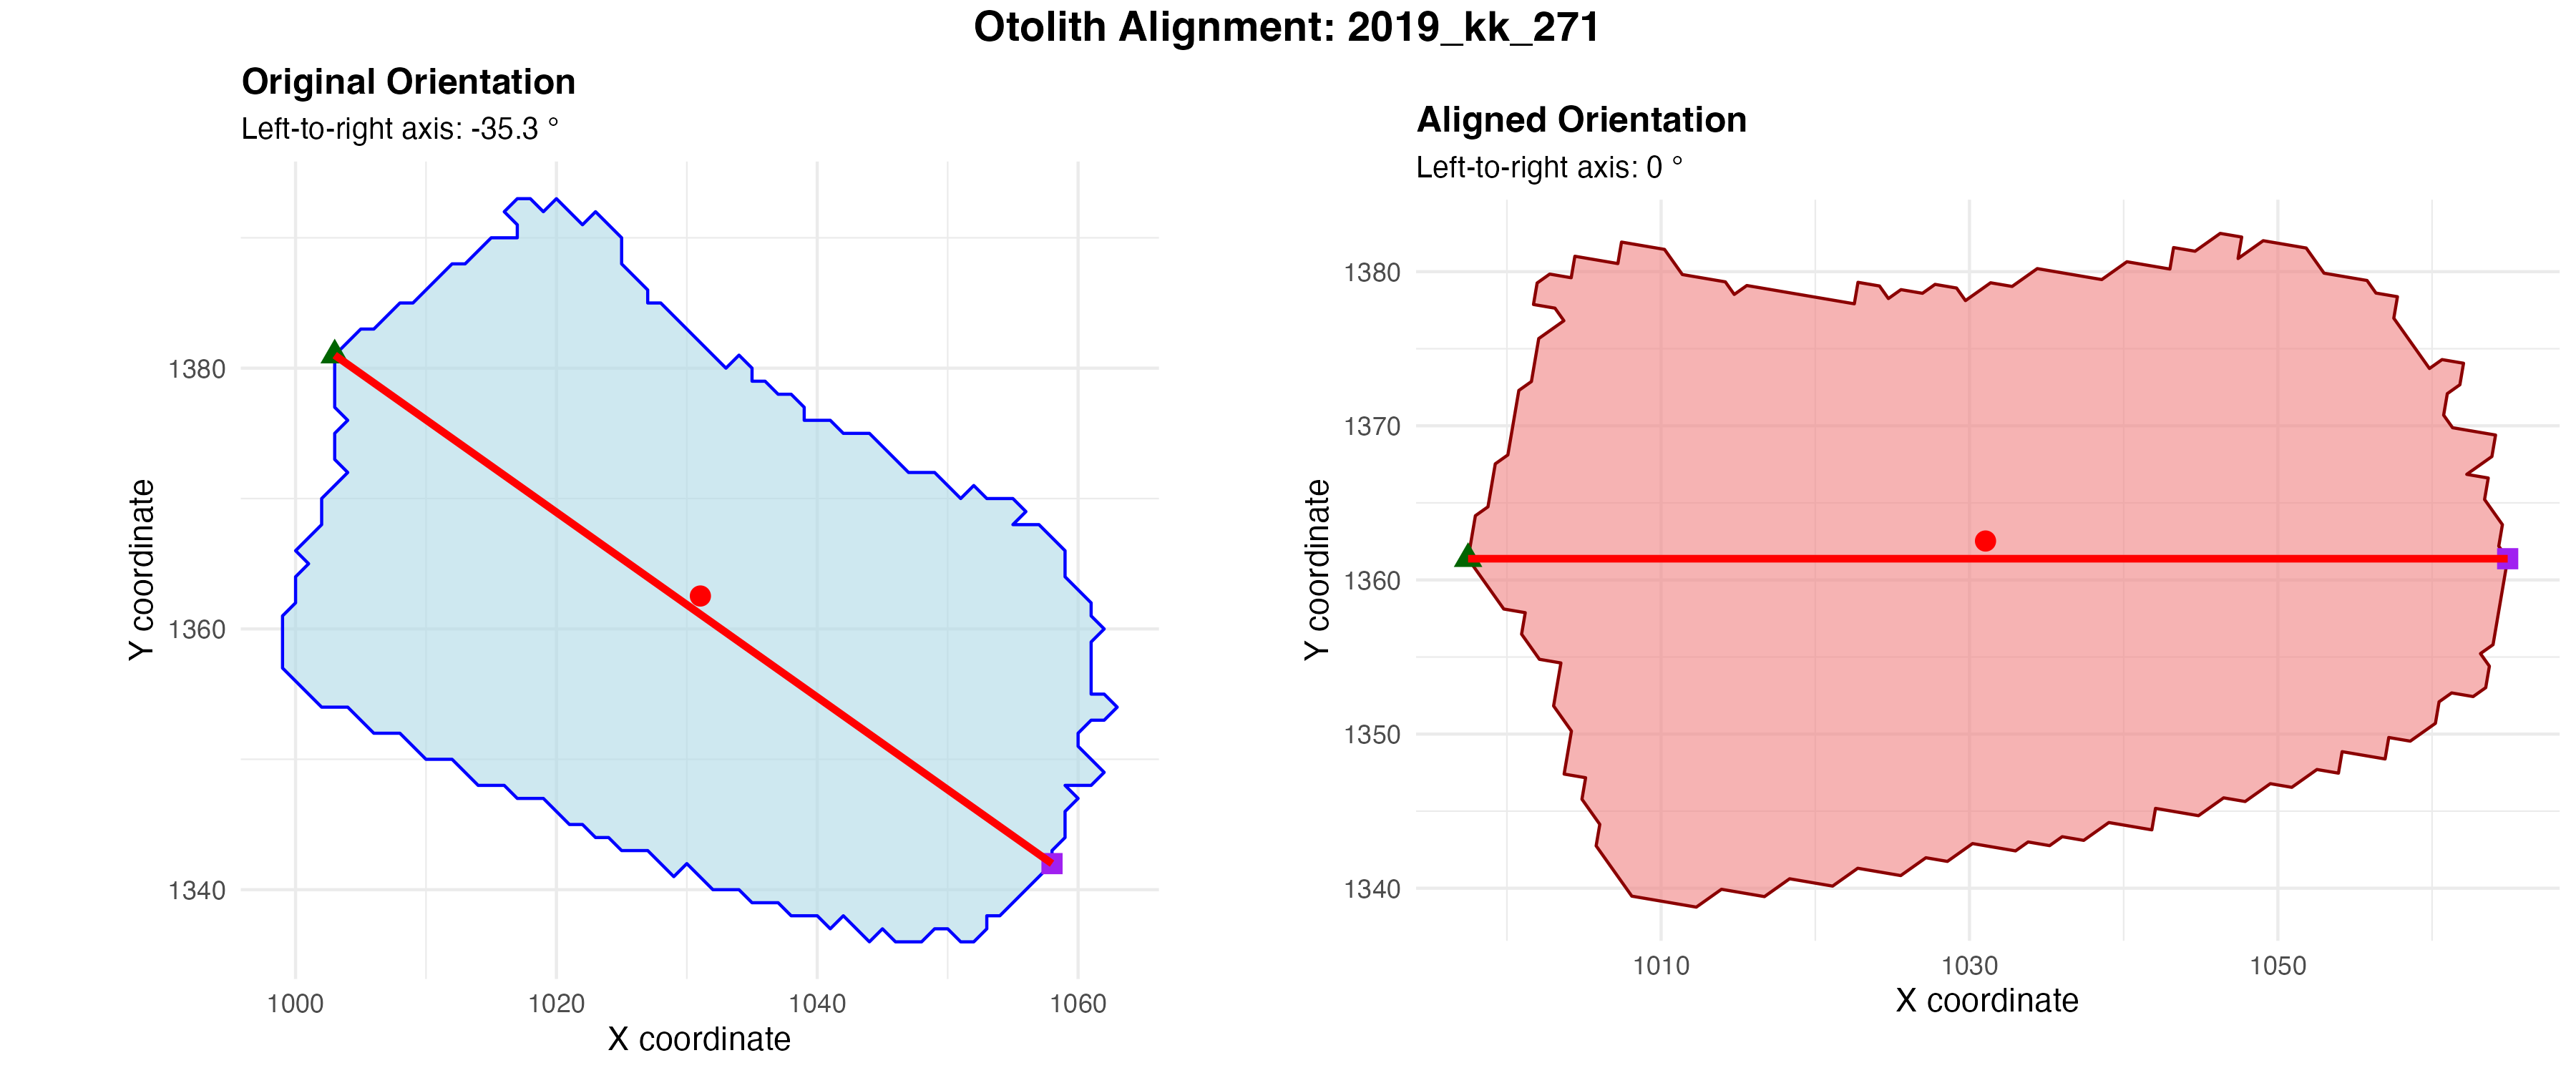 Otolith Alignment: 2019_kk_271
Original Orientation
Left-to-right axis: -35.3 °
Y coordinate
1380
1360
1340
1000 1020 1040 1060
X coordinate
Aligned Orientation
Left-to-right axis: 0 °
Y coordinate
1380
1370
1360
1350
1340
1010 1030 1050
X coordinate